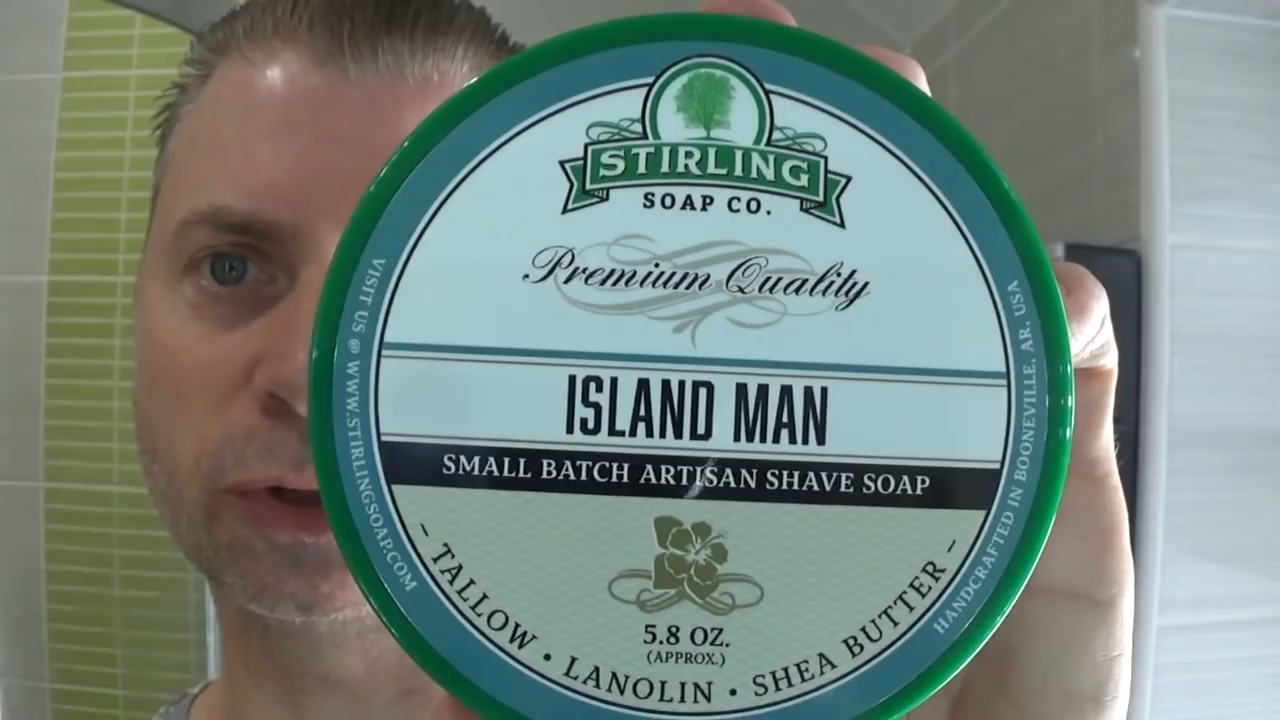 STIRLING
SOAP CO.
Premium Quality
ISLAND MAN
SMALL BATCH ARTISAN SHAVE SOAP
5.8 OZ.
(APPROX.)
- TALLOW • LANOLIN • SHEA BUTTER -
VISIT US @ WWW.STIRLINGSOAP.COM
HANDCRAFTED IN BOONEVILLE, AR, USA